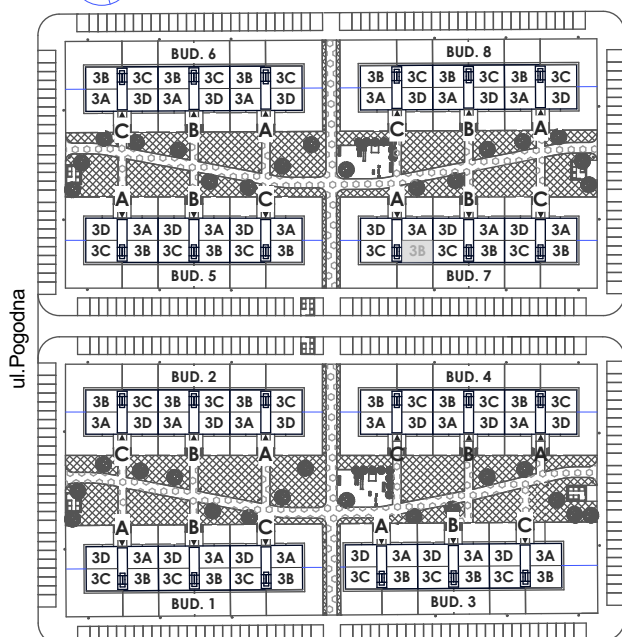 BUD. 6 BUD. 8
3B 3C 3B 3C 3B 3C 3B 3C 3B 3C 3B 3C
3A 3D 3A 3D 3A 3D 3A 3D 3A 3D 3A 3D
C B A C B A
A B C A B C
3D 3A 3D 3A 3D 3A 3D 3A 3D 3A 3D 3A
3C 3B 3C 3B 3C 3B 3C 3B 3C 3B 3C 3B
BUD. 5 BUD. 7
ul.Pogodna
BUD. 2 BUD. 4
3B 3C 3B 3C 3B 3C 3B 3C 3B 3C 3B 3C
3A 3D 3A 3D 3A 3D 3A 3D 3A 3D 3A 3D
C B A C B A
A B C A B C
3D 3A 3D 3A 3D 3A 3D 3A 3D 3A 3D 3A
3C 3B 3C 3B 3C 3B 3C 3B 3C 3B 3C 3B
BUD. 1 BUD. 3